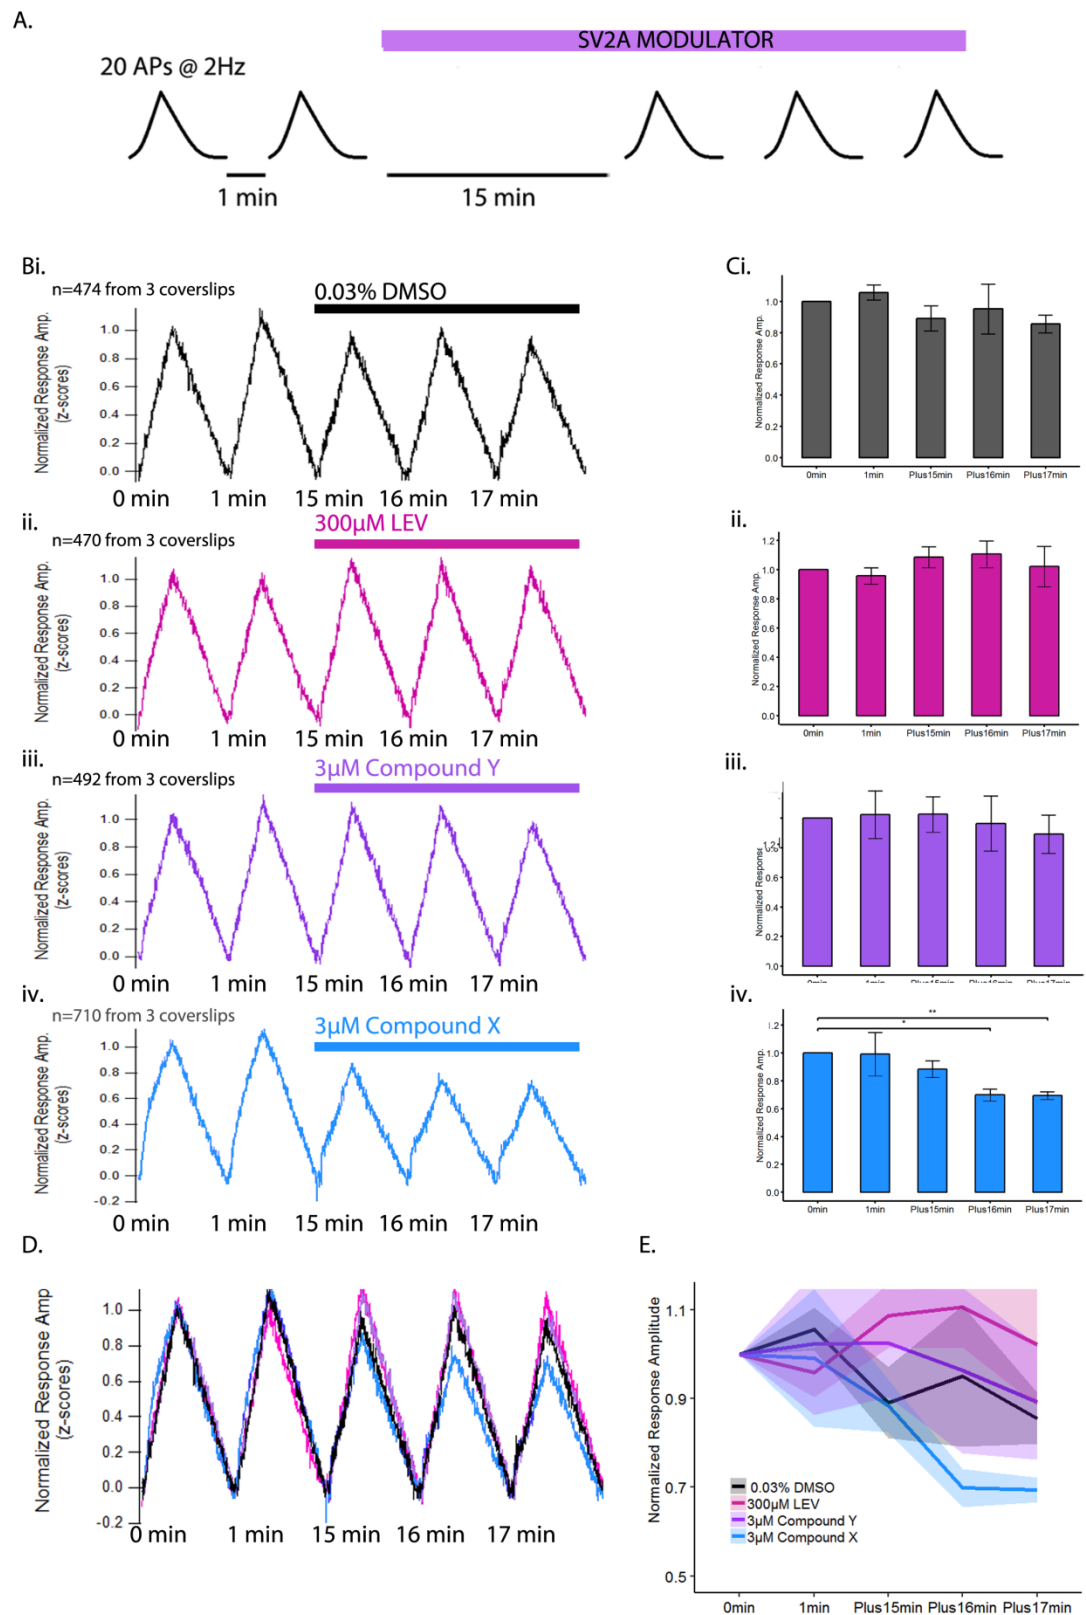 A.
SV2A MODULATOR
20 APs @ 2Hz
1 min
15 min
Bi.
n=474 from 3 coverslips
0.03% DMSO
Normalized Response Amp.
(z-scores)
1.0
0.8
0.6
0.4
0.2
0.0
0 min 1 min 15 min 16 min 17 min
Ci.
Normalized Response Amp.
1.0
0.8
0.6
0.4
0.2
0.0
0min 1min Plus15min Plus16min Plus17min
ii.
n=470 from 3 coverslips
300µM LEV
Normalized Response Amp.
(z-scores)
1.0
0.8
0.6
0.4
0.2
0.0
0 min 1 min 15 min 16 min 17 min
ii.
Normalized Response Amp.
1.2
1.0
0.8
0.6
0.4
0.2
0.0
0min 1min Plus15min Plus16min Plus17min
iii.
n=492 from 3 coverslips
3µM Compound Y
Normalized Response Amp.
(z-scores)
1.0
0.8
0.6
0.4
0.2
0.0
0 min 1 min 15 min 16 min 17 min
iii.
Normalized Response
0.8
0.6
0.4
0.2
0min 1min Plus15min Plus16min Plus17min
iv.
n=710 from 3 coverslips
3µM Compound X
Normalized Response Amp.
(z-scores)
1.0
0.8
0.6
0.4
0.2
0.0
-0.2
0 min 1 min 15 min 16 min 17 min
iv.
Normalized Response Amp.
1.0
0.8
0.6
0.4
0.2
0.0
**
*
0min 1min Plus15min Plus16min Plus17min
D.
Normalized Response Amp
(z-scores)
1.0
0.8
0.6
0.4
0.2
0.0
-0.2
0 min 1 min 15 min 16 min 17 min
E.
Normalized Response Amplitude
1.1
0.9
0.7
0.5
0.03% DMSO
300µM LEV
3µM Compound Y
3µM Compound X
0min 1min Plus15min Plus16min Plus17min